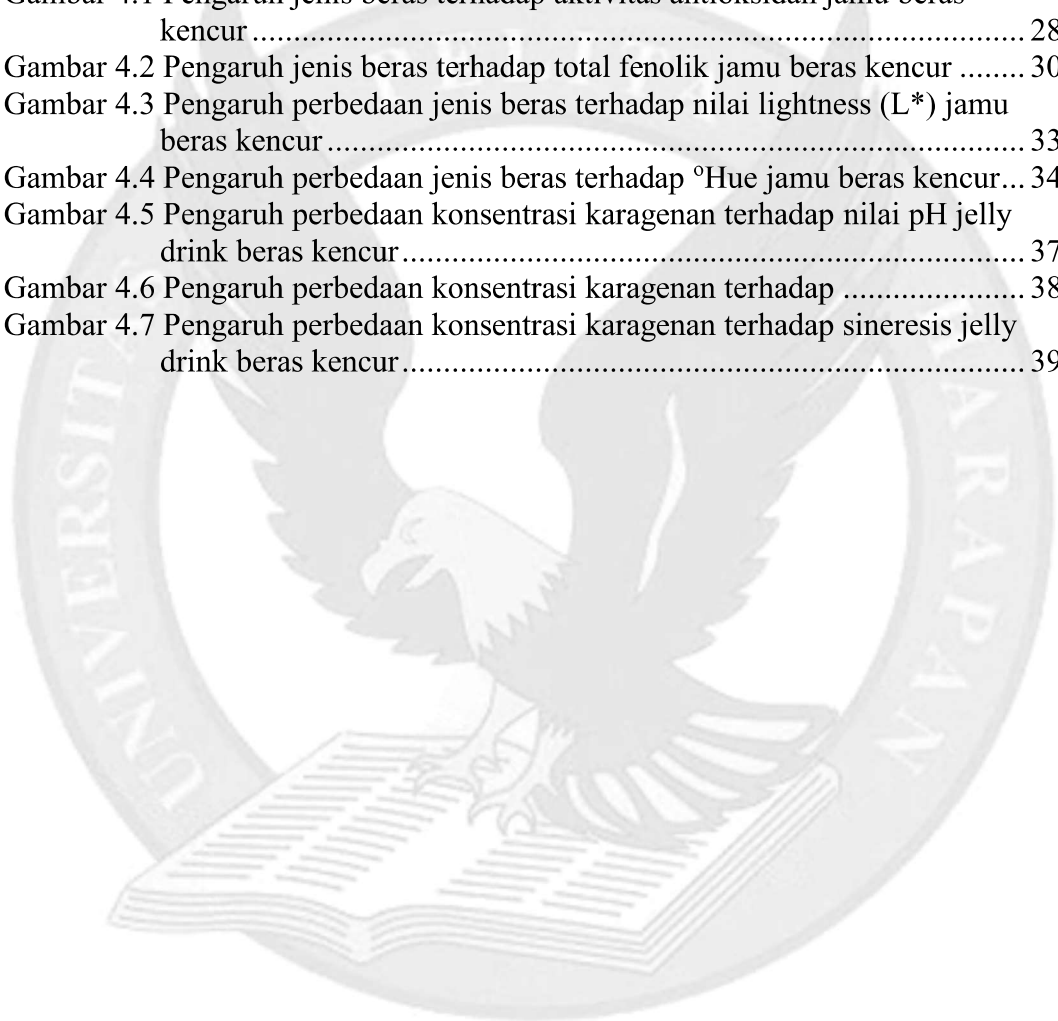 Gambar 4.1 Pengaruh jenis beras terhadap aktivitas antioksidan jamu beras
kencur ............................................................................................ 28
Gambar 4.2 Pengaruh jenis beras terhadap total fenolik jamu beras kencur ........ 30
Gambar 4.3 Pengaruh perbedaan jenis beras terhadap nilai lightness (L*) jamu
beras kencur ................................................................................... 33
Gambar 4.4 Pengaruh perbedaan jenis beras terhadap ºHue jamu beras kencur... 34
Gambar 4.5 Pengaruh perbedaan konsentrasi karagenan terhadap nilai pH jelly
drink beras kencur .......................................................................... 37
Gambar 4.6 Pengaruh perbedaan konsentrasi karagenan terhadap ...................... 38
Gambar 4.7 Pengaruh perbedaan konsentrasi karagenan terhadap sineresis jelly
drink beras kencur .......................................................................... 39
UNIVERSITAS PELITA HARAPAN